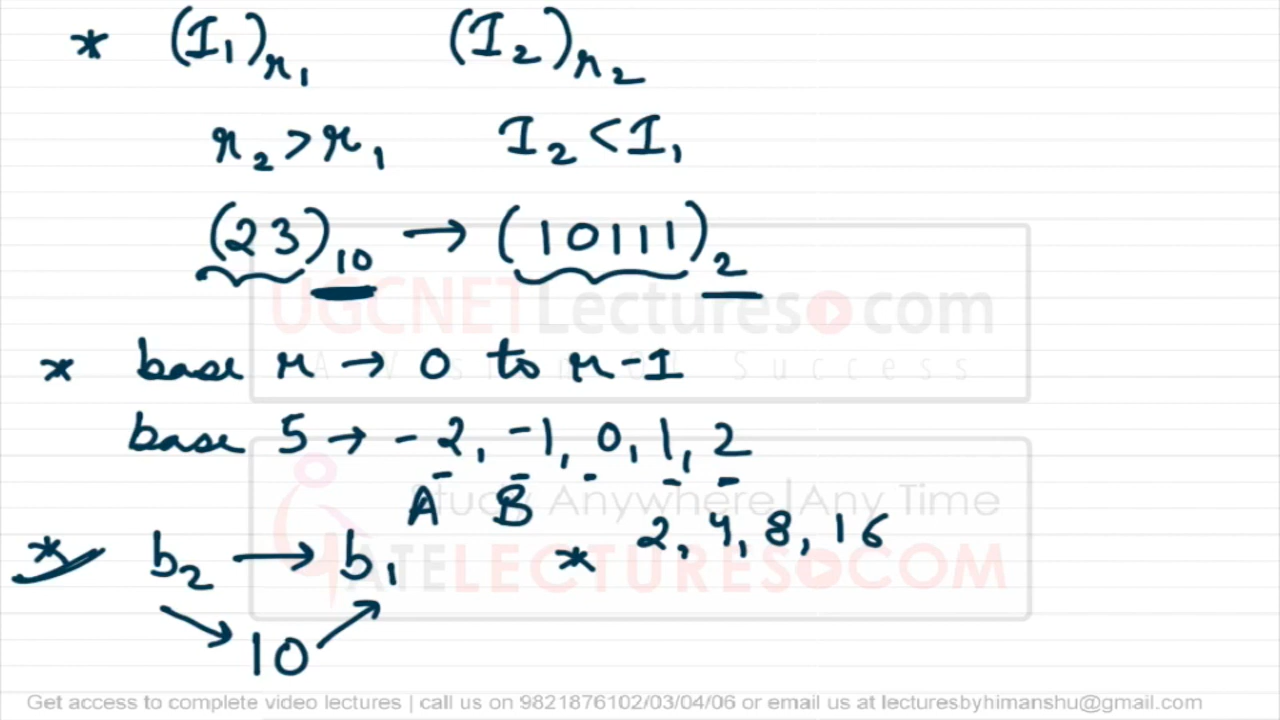 * (I₁)r₁ (I₂)r₂
r₂ > r₁ I₂ < I₁
(23)₁₀ → (10111)₂
UGCNETLectures.com
* base r → 0 to r-1
A Vision Of Success
base 5 → -2, -1, 0, 1, 2
A B
Study Anywhere|Any Time
* b₂ → b₁ * 2, 4, 8, 16
GATELECTURES.COM
10
Get access to complete video lectures | call us on 9821876102/03/04/06 or email us at lecturesbyhimanshu@gmail.com